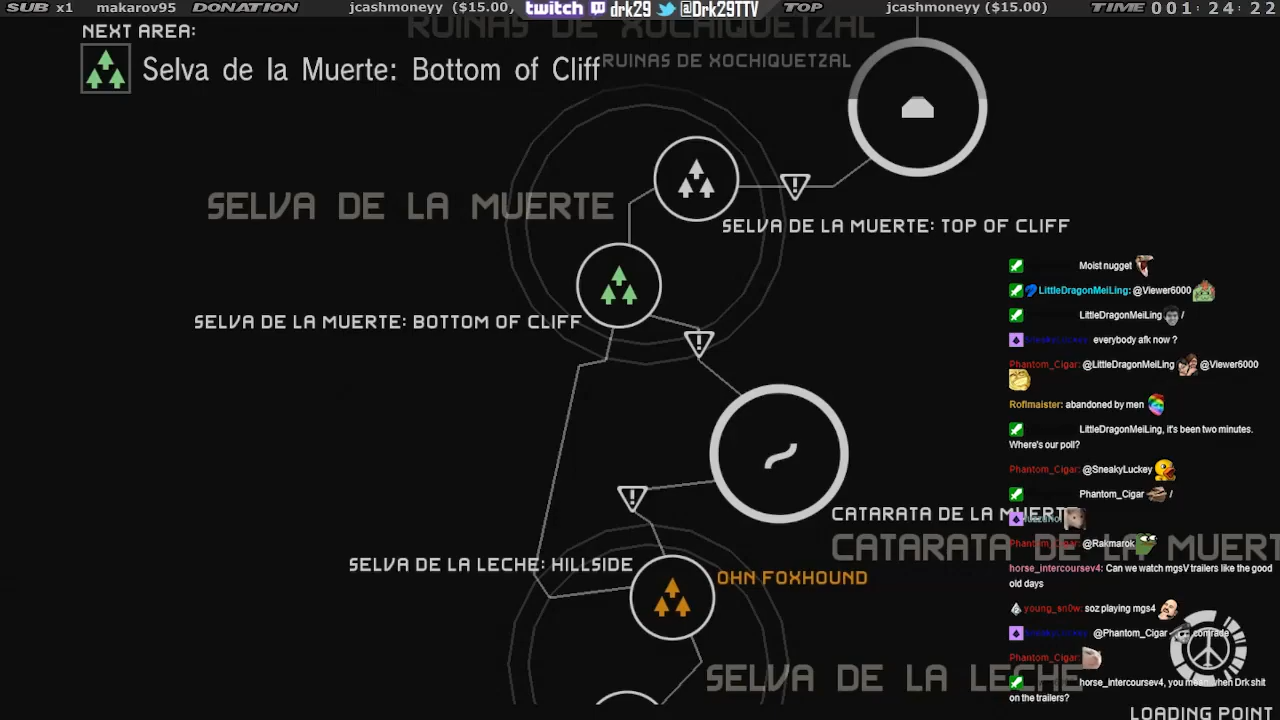 SUB x1 makarov95 DONATION jcashmoneyy ($15.00) twitch drk29 @Drk29TTV TOP jcashmoneyy ($15.00) TIME 001:24:22
NEXT AREA:
Selva de la Muerte: Bottom of Cliff
RUINAS DE XOCHIQUETZAL
RUINAS DE XOCHIQUETZAL
SELVA DE LA MUERTE
SELVA DE LA MUERTE: TOP OF CLIFF
SELVA DE LA MUERTE: BOTTOM OF CLIFF
CATARATA DE LA MUERTE
CATARATA DE LA MUERT
SELVA DE LA LECHE: HILLSIDE
OHN FOXHOUND
SELVA DE LA LECHE
Moist nugget
LittleDragonMeiLing: @Viewer6000
LittleDragonMeiLing /
SneakyLuckey: everybody afk now ?
Phantom_Cigar: @LittleDragonMeiLing @Viewer6000
Roflmaister: abandoned by men
LittleDragonMeiLing, it's been two minutes.
Where's our poll?
Phantom_Cigar: @SneakyLuckey
Phantom_Cigar /
Phantom_Cigar: @Rakmarok
horse_intercoursev4: Can we watch mgsV trailers like the good
old days
young_sn0w: soz playing mgs4
SneakyLuckey: @Phantom_Cigar comrade
Phantom_Cigar:
horse_intercoursev4, you mean when Drk shit
on the trailers?
LOADING POINT